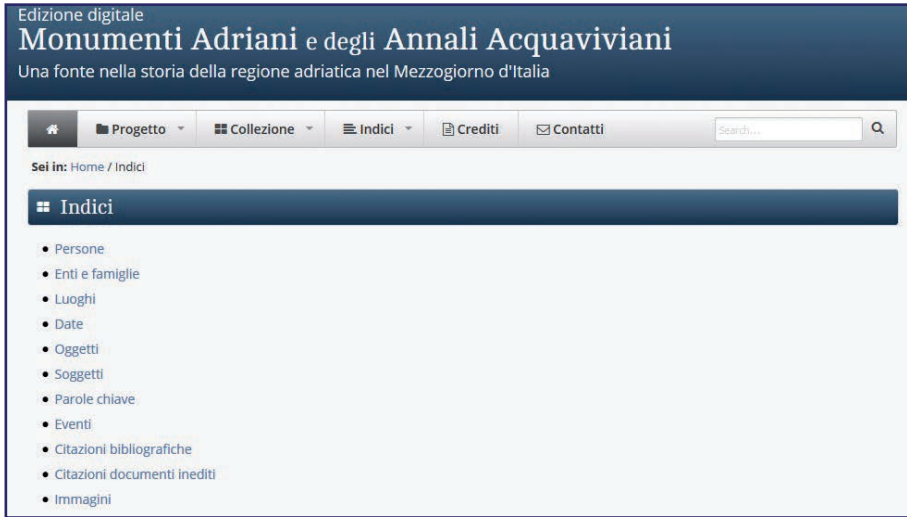 Edizione digitale
Monumenti Adriani e degli Annali Acquaviviani
Una fonte nella storia della regione adriatica nel Mezzogiorno d'Italia
Progetto Collezione Indici Crediti Contatti Search...
Sei in: Home / Indici
Indici
Persone
Enti e famiglie
Luoghi
Date
Oggetti
Soggetti
Parole chiave
Eventi
Citazioni bibliografiche
Citazioni documenti inediti
Immagini